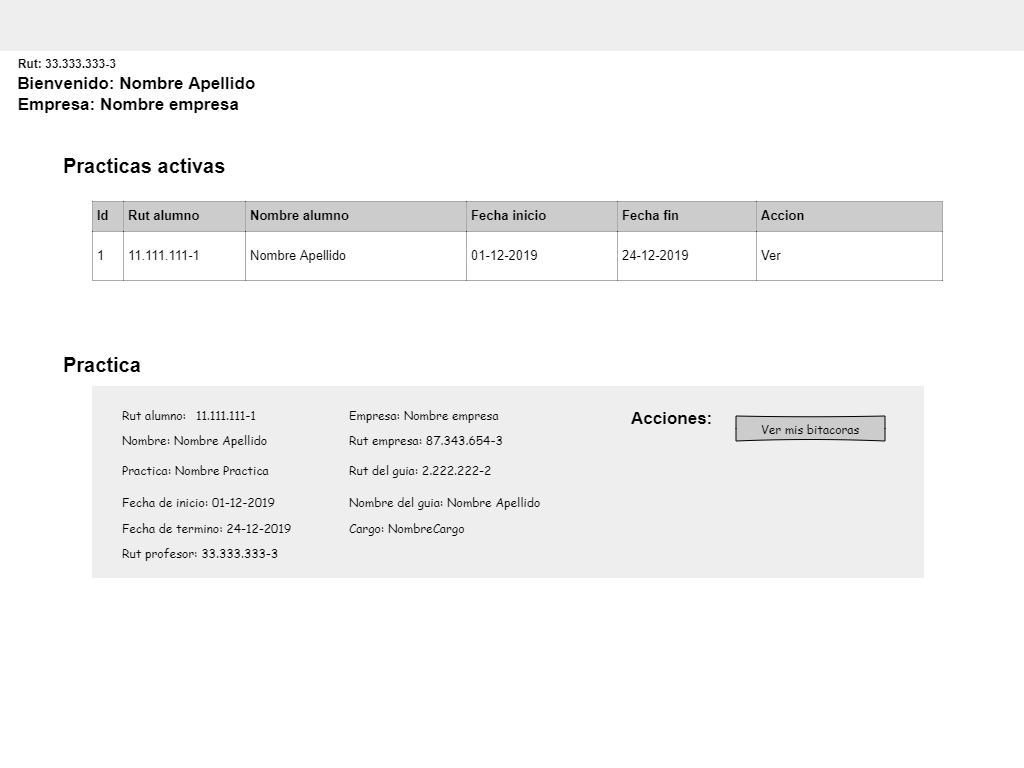 Rut: 33.333.333-3
Bienvenido: Nombre Apellido
Empresa: Nombre empresa
Practicas activas
Id Rut alumno Nombre alumno Fecha inicio Fecha fin Accion
1 11.111.111-1 Nombre Apellido 01-12-2019 24-12-2019 Ver
Practica
Rut alumno: 11.111.111-1
Nombre: Nombre Apellido
Practica: Nombre Practica
Fecha de inicio: 01-12-2019
Fecha de termino: 24-12-2019
Rut profesor: 33.333.333-3
Empresa: Nombre empresa
Rut empresa: 87.343.654-3
Rut del guia: 2.222.222-2
Nombre del guia: Nombre Apellido
Cargo: NombreCargo
Acciones:
Ver mis bitacoras